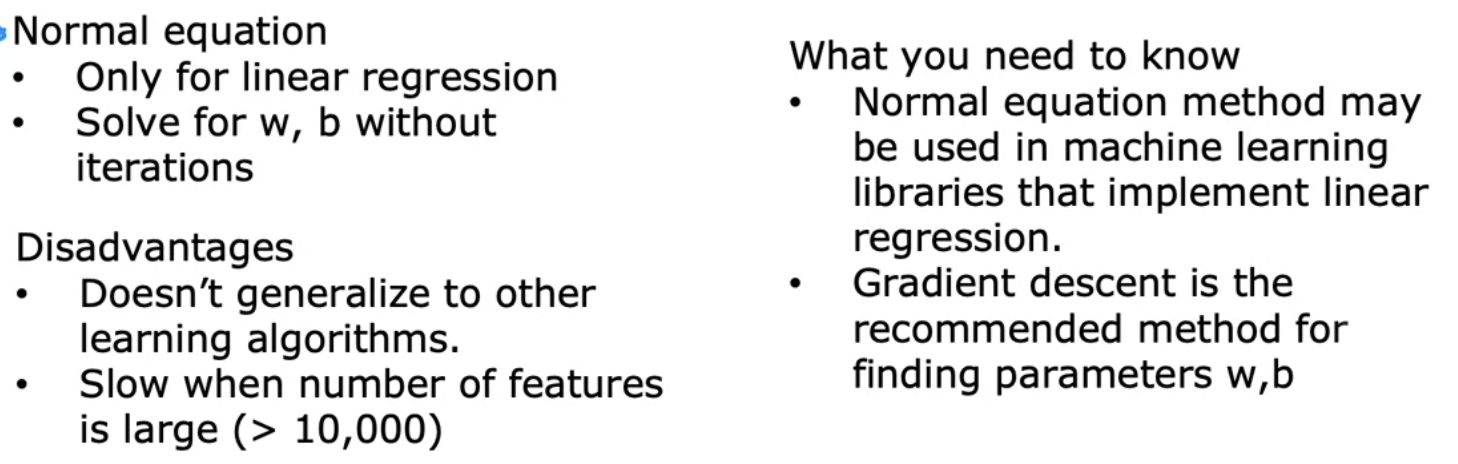 Normal equation
• Only for linear regression
• Solve for w, b without
iterations
Disadvantages
• Doesn’t generalize to other
learning algorithms.
• Slow when number of features
is large (> 10,000)
What you need to know
• Normal equation method may
be used in machine learning
libraries that implement linear
regression.
• Gradient descent is the
recommended method for
finding parameters w,b